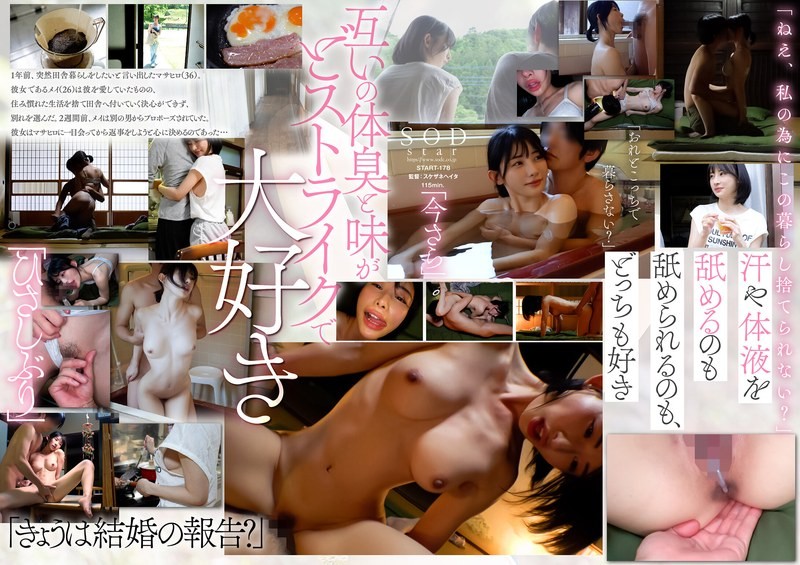 1年前、突然田舎暮らしをしたいと言い出したマサヒロ(36)、
彼女であるメイ(26)は彼を愛していたものの、
住み慣れた生活を捨て田舎へ付いていく決心ができず、
別れを選んだ。2週間前、メイは別の男からプロポーズされていた。
彼女はマサヒロに一目会ってから返事をしようと心に決めるのであった…
互いの体臭と味が
どストライクで
大好き
「ひさしぶり」
「きょうは結婚の報告?」
SOD
star
https://www.sodc.co.jp
START-178
監督:スケザネヘイタ
115min.
「今さら」
「おれとこっちで
暮らさない?」
「ねえ、私の為にこの暮らし捨てられない?」
OUTPUT OF
SUNSHINE
汗や体液を
舐めるのも
舐められるのも、
どっちも好き